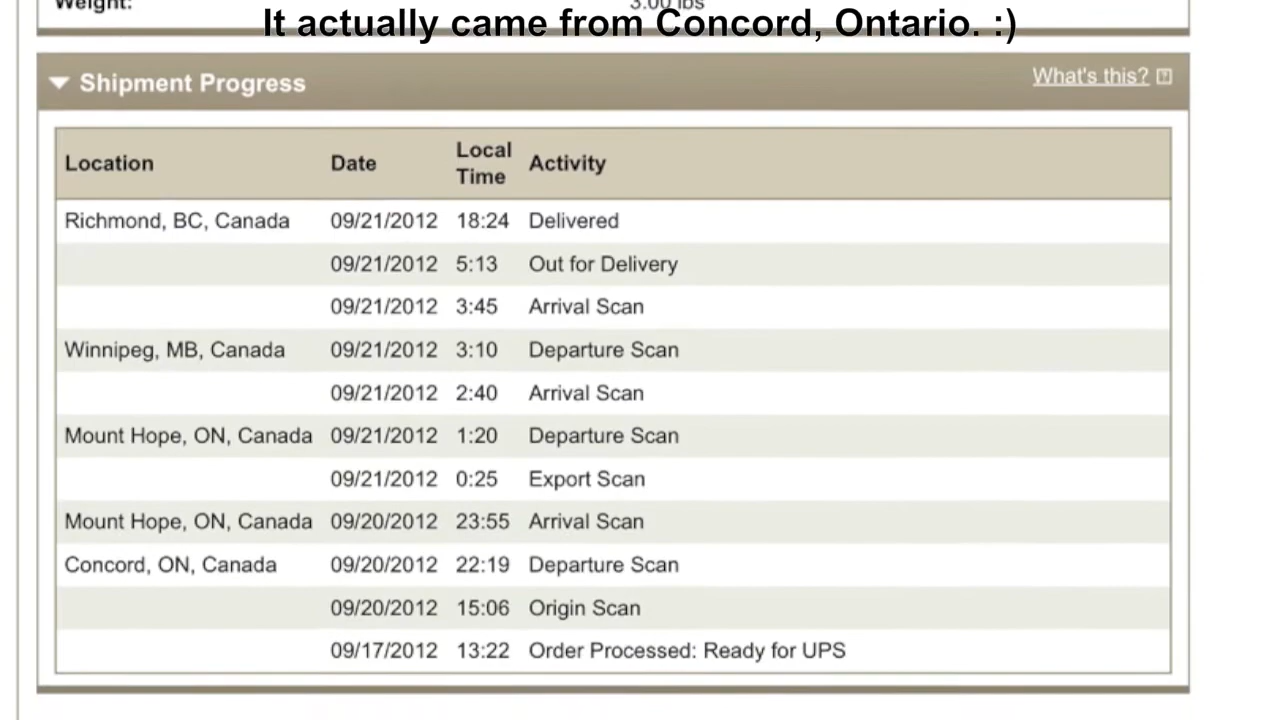 Weight: 3.00 lbs
It actually came from Concord, Ontario. :)
Shipment Progress What's this? ?
Location Date Local Time Activity
Richmond, BC, Canada 09/21/2012 18:24 Delivered
09/21/2012 5:13 Out for Delivery
09/21/2012 3:45 Arrival Scan
Winnipeg, MB, Canada 09/21/2012 3:10 Departure Scan
09/21/2012 2:40 Arrival Scan
Mount Hope, ON, Canada 09/21/2012 1:20 Departure Scan
09/21/2012 0:25 Export Scan
Mount Hope, ON, Canada 09/20/2012 23:55 Arrival Scan
Concord, ON, Canada 09/20/2012 22:19 Departure Scan
09/20/2012 15:06 Origin Scan
09/17/2012 13:22 Order Processed: Ready for UPS